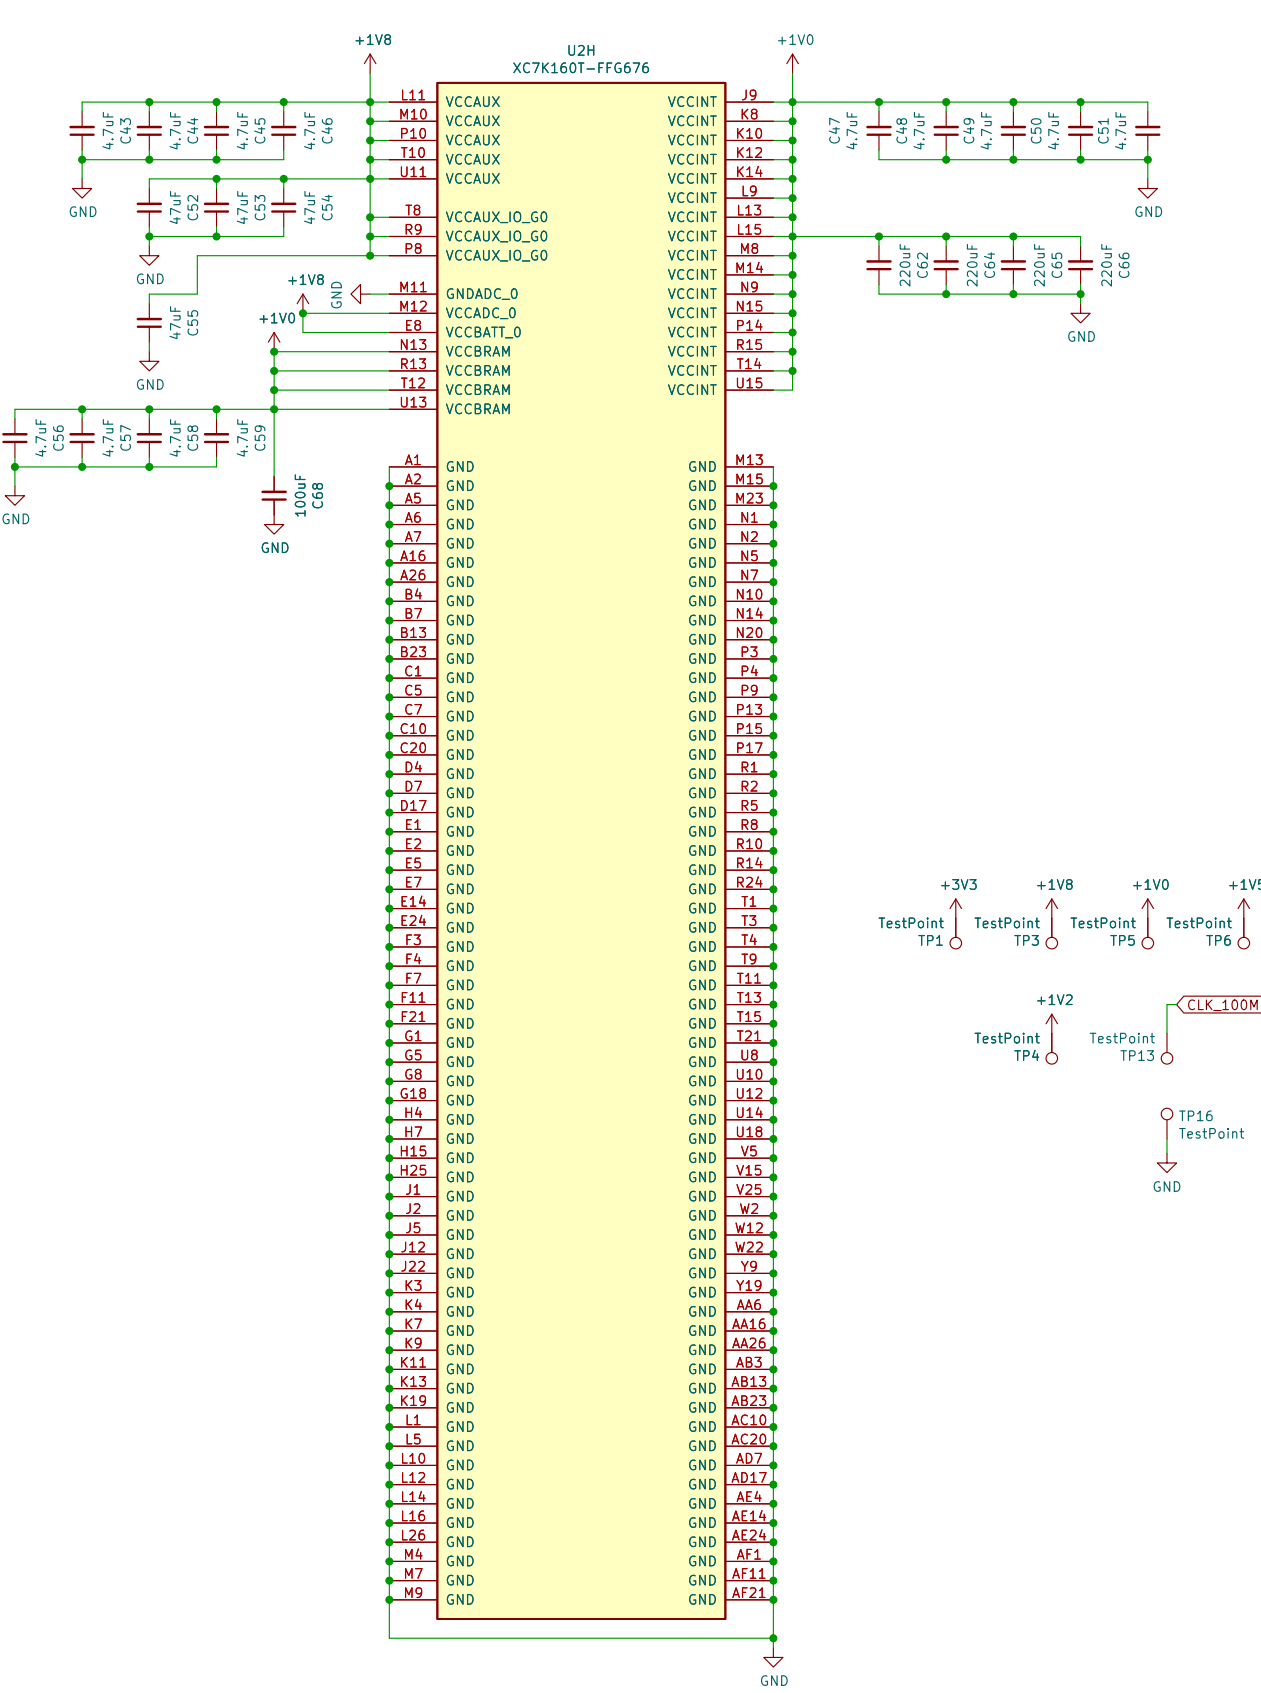 +1V8
U2H
XC7K160T-FFG676
+1V0
4.7uF
C43
4.7uF
C44
4.7uF
C45
4.7uF
C46
GND
47uF
C52
47uF
C53
47uF
C54
GND
47uF
C55
GND
+1V8
GND
+1V0
4.7uF
C56
4.7uF
C57
4.7uF
C58
4.7uF
C59
GND
100uF
C68
GND
L11 VCCAUX
M10 VCCAUX
P10 VCCAUX
T10 VCCAUX
U11 VCCAUX
T8 VCCAUX_IO_G0
R9 VCCAUX_IO_G0
P8 VCCAUX_IO_G0
M11 GNDADC_0
M12 VCCADC_0
E8 VCCBATT_0
N13 VCCBRAM
R13 VCCBRAM
T12 VCCBRAM
U13 VCCBRAM
VCCINT J9
VCCINT K8
VCCINT K10
VCCINT K12
VCCINT K14
VCCINT L9
VCCINT L13
VCCINT L15
VCCINT M8
VCCINT M14
VCCINT N9
VCCINT N15
VCCINT P14
VCCINT R15
VCCINT T14
VCCINT U15
C47
4.7uF
C48
4.7uF
C49
4.7uF
C50
4.7uF
C51
4.7uF
GND
220uF
C62
220uF
C64
220uF
C65
220uF
C66
GND
A1 GND GND M13
A2 GND GND M15
A5 GND GND M23
A6 GND GND N1
A7 GND GND N2
A16 GND GND N5
A26 GND GND N7
B4 GND GND N10
B7 GND GND N14
B13 GND GND N20
B23 GND GND P3
C1 GND GND P4
C5 GND GND P9
C7 GND GND P13
C10 GND GND P15
C20 GND GND P17
D4 GND GND R1
D7 GND GND R2
D17 GND GND R5
E1 GND GND R8
E2 GND GND R10
E5 GND GND R14
E7 GND GND R24
E14 GND GND T1
E24 GND GND T3
F3 GND GND T4
F4 GND GND T9
F7 GND GND T11
F11 GND GND T13
F21 GND GND T15
G1 GND GND T21
G5 GND GND U8
G8 GND GND U10
G18 GND GND U12
H4 GND GND U14
H7 GND GND U18
H15 GND GND V5
H25 GND GND V15
J1 GND GND V25
J2 GND GND W2
J5 GND GND W12
J12 GND GND W22
J22 GND GND Y9
K3 GND GND Y19
K4 GND GND AA6
K7 GND GND AA16
K9 GND GND AA26
K11 GND GND AB3
K13 GND GND AB13
K19 GND GND AB23
L1 GND GND AC10
L5 GND GND AC20
L10 GND GND AD7
L12 GND GND AD17
L14 GND GND AE4
L16 GND GND AE14
L26 GND GND AE24
M4 GND GND AF1
M7 GND GND AF11
M9 GND GND AF21
GND
+3V3
TestPoint
TP1
+1V8
TestPoint
TP3
+1V0
TestPoint
TP5
+1V5
TestPoint
TP6
+1V2
TestPoint
TP4
CLK_100M
TestPoint
TP13
TP16
TestPoint
GND